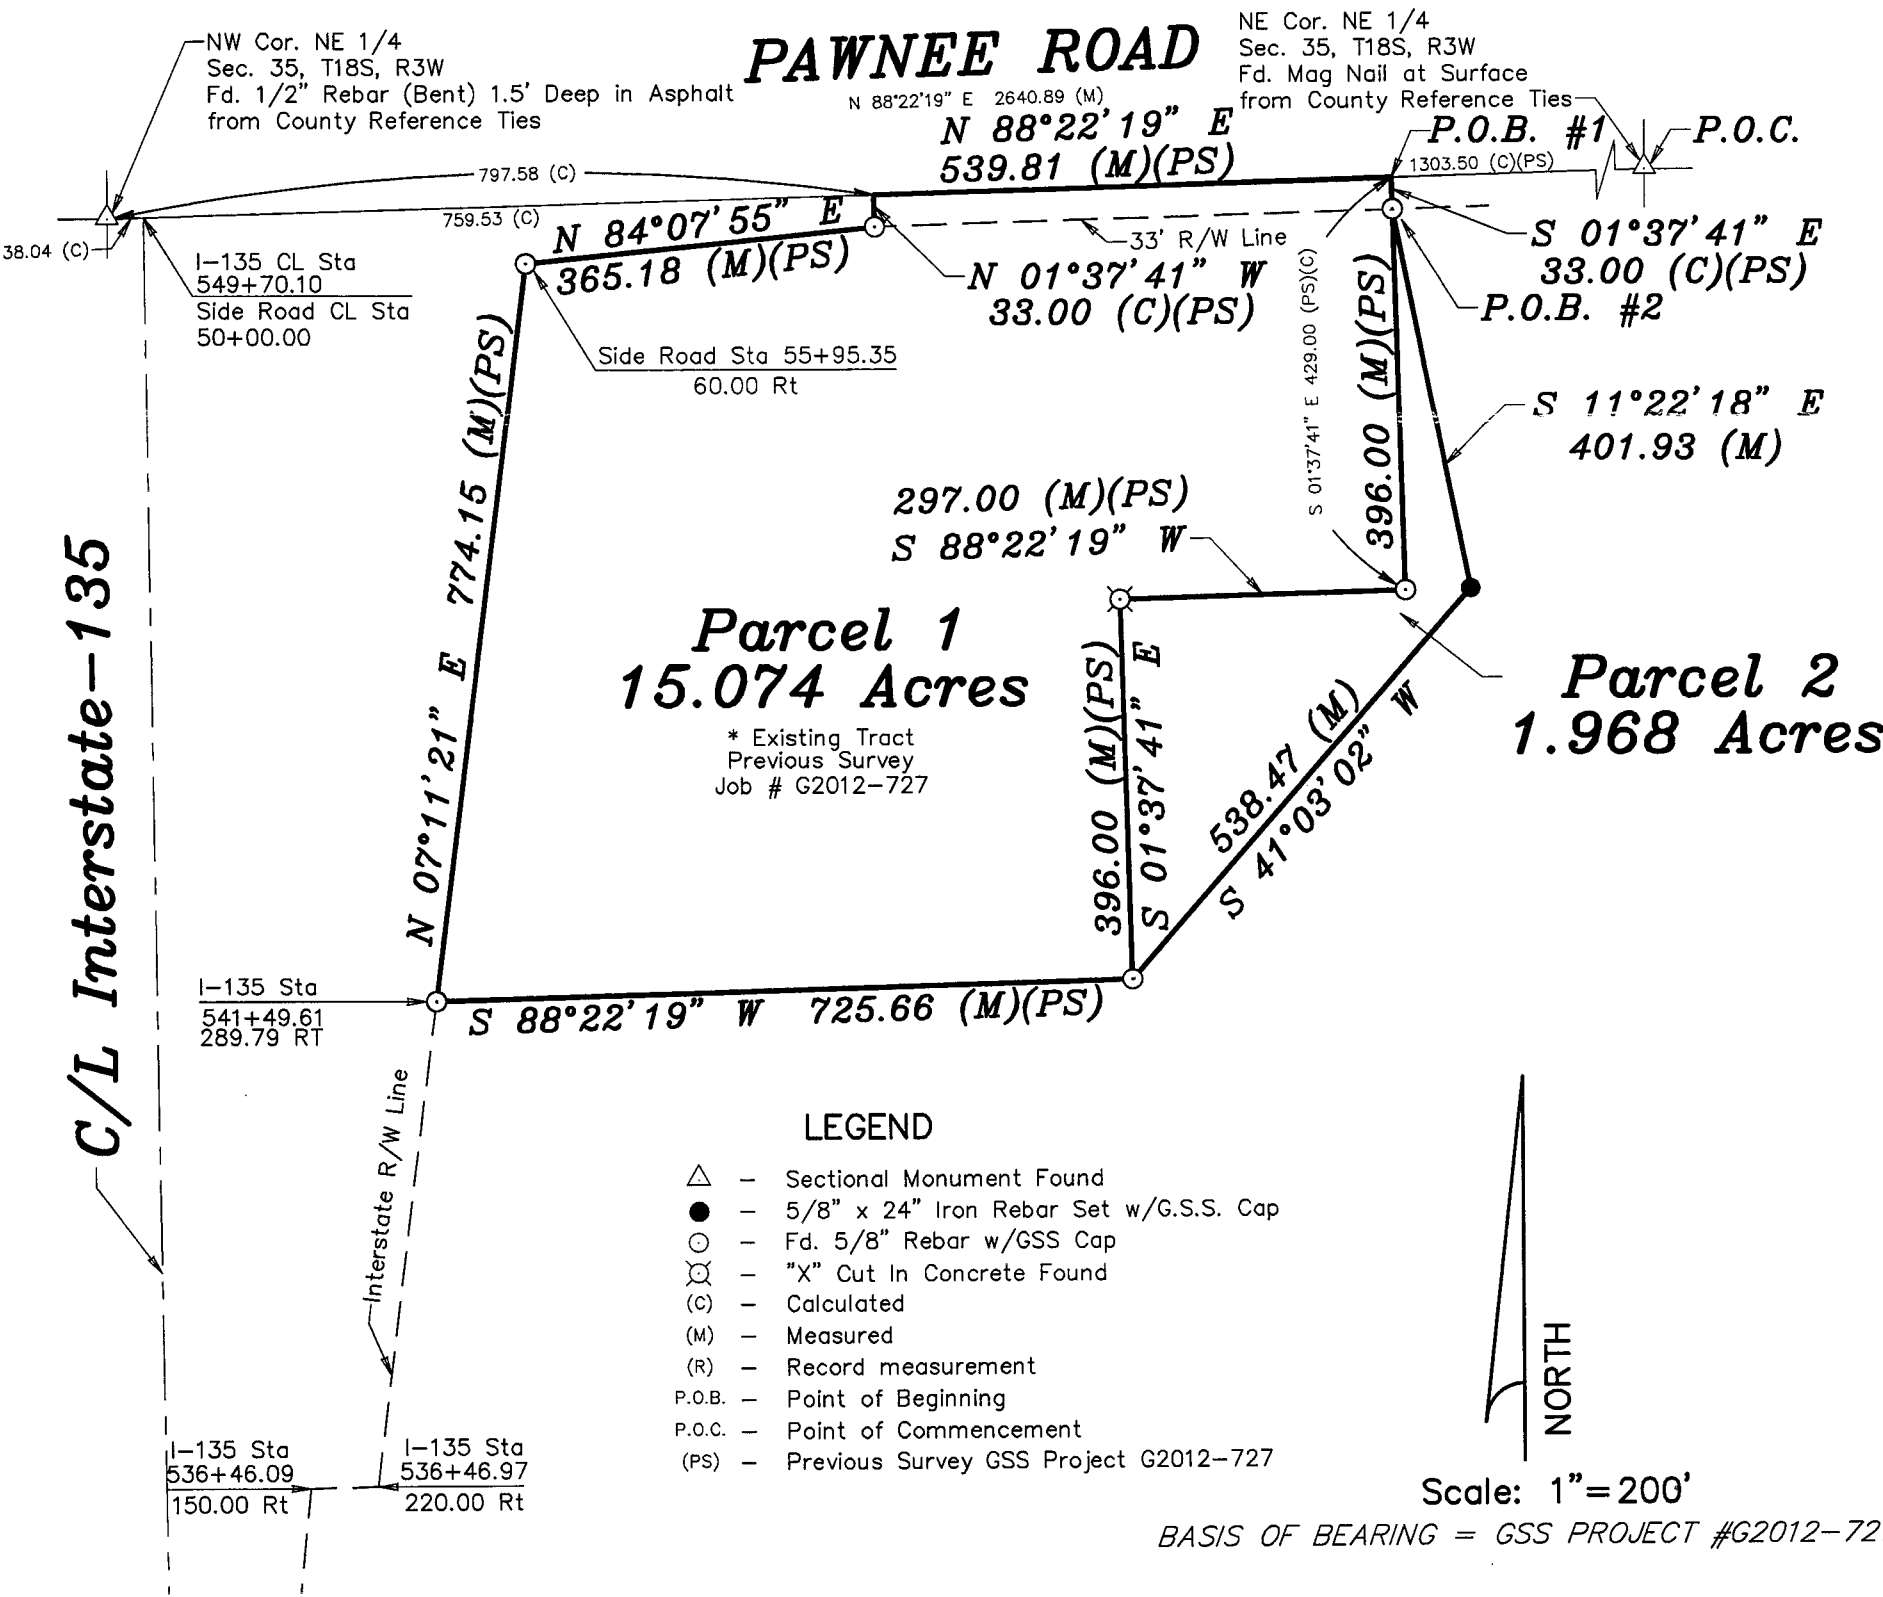 NW Cor. NE 1/4
Sec. 35, T18S, R3W
Fd. 1/2" Rebar (Bent) 1.5' Deep in Asphalt
from County Reference Ties
PAWNEE ROAD
N 88°22'19" E 2640.89 (M)
N 88°22'19" E
539.81 (M)(PS)
NE Cor. NE 1/4
Sec. 35, T18S, R3W
Fd. Mag Nail at Surface
from County Reference Ties
P.O.B. #1
P.O.C.
1303.50 (C)(PS)
797.58 (C)
759.53 (C)
38.04 (C)
I-135 CL Sta
549+70.10
Side Road CL Sta
50+00.00
N 84°07'55" E
365.18 (M)(PS)
33' R/W Line
N 01°37'41" W
33.00 (C)(PS)
S 01°37'41" E
33.00 (C)(PS)
P.O.B. #2
Side Road Sta 55+95.35
60.00 Rt
S 01°37'41" E 429.00 (PS)(C)
396.00 (M)(PS)
S 11°22'18" E
401.93 (M)
297.00 (M)(PS)
S 88°22'19" W
N 07°11'21" E 774.15 (M)(PS)
C/L Interstate-135
Parcel 1
15.074 Acres
* Existing Tract
Previous Survey
Job # G2012-727
396.00 (M)(PS)
S 01°37'41" E
538.47 (M)
S 41°03'02" W
Parcel 2
1.968 Acres
I-135 Sta
541+49.61
289.79 RT
S 88°22'19" W 725.66 (M)(PS)
Interstate R/W Line
LEGEND
– Sectional Monument Found
– 5/8" x 24" Iron Rebar Set w/G.S.S. Cap
– Fd. 5/8" Rebar w/GSS Cap
– "X" Cut In Concrete Found
(C) – Calculated
(M) – Measured
(R) – Record measurement
P.O.B. – Point of Beginning
P.O.C. – Point of Commencement
(PS) – Previous Survey GSS Project G2012-727
I-135 Sta
536+46.09
150.00 Rt
I-135 Sta
536+46.97
220.00 Rt
NORTH
Scale: 1"=200'
BASIS OF BEARING = GSS PROJECT #G2012-72